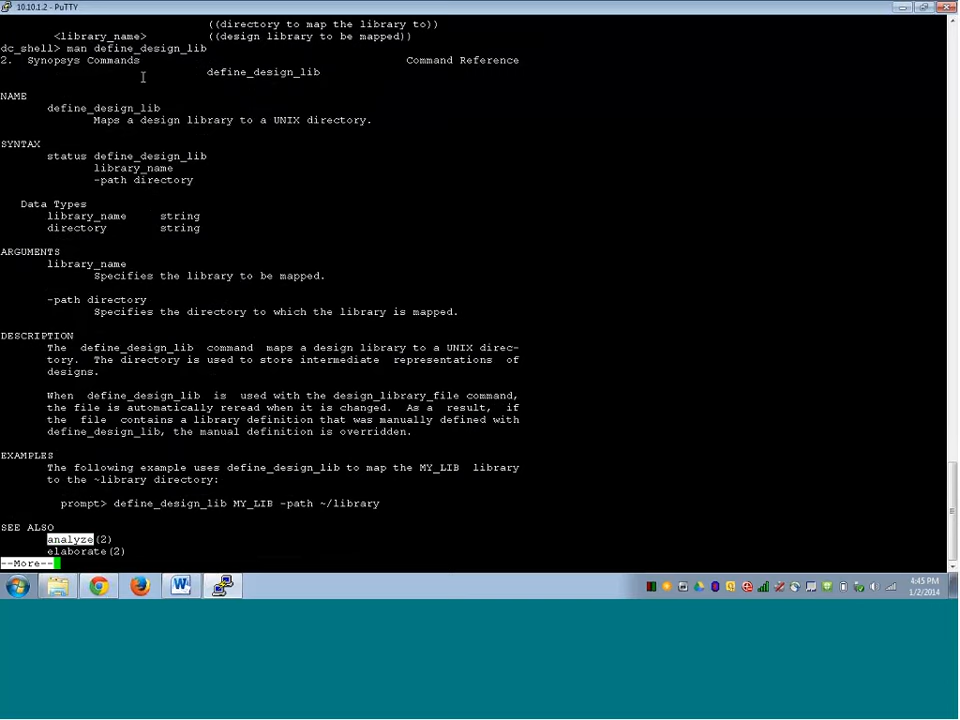 10.10.1.2 - PuTTY
((directory to map the library to))
<library_name> ((design library to be mapped))
dc_shell> man define_design_lib
2. Synopsys Commands Command Reference
define_design_lib
NAME
define_design_lib
Maps a design library to a UNIX directory.
SYNTAX
status define_design_lib
library_name
-path directory
Data Types
library_name string
directory string
ARGUMENTS
library_name
Specifies the library to be mapped.
-path directory
Specifies the directory to which the library is mapped.
DESCRIPTION
The define_design_lib command maps a design library to a UNIX direc-
tory. The directory is used to store intermediate representations of
designs.
When define_design_lib is used with the design_library_file command,
the file is automatically reread when it is changed. As a result, if
the file contains a library definition that was manually defined with
define_design_lib, the manual definition is overridden.
EXAMPLES
The following example uses define_design_lib to map the MY_LIB library
to the ~library directory:
prompt> define_design_lib MY_LIB -path ~/library
SEE ALSO
analyze(2)
elaborate(2)
--More--
4:45 PM
1/2/2014